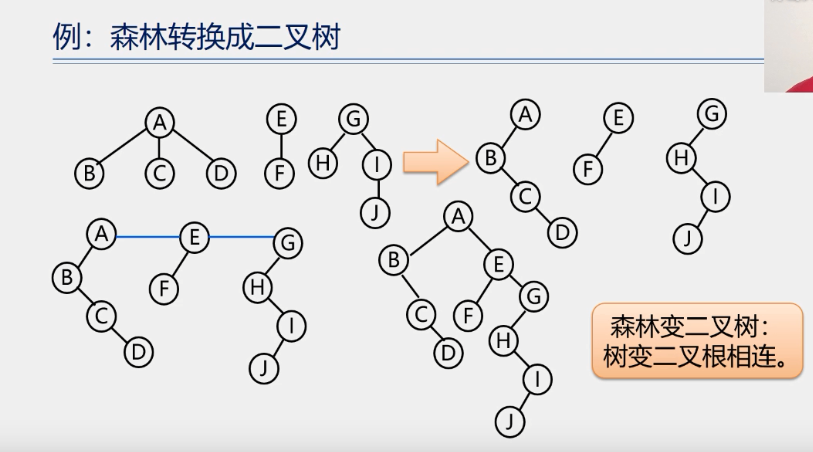 例：森林转换成二叉树
A
B C D
E
F
G
H I
J
A
B
C
D
E
F
G
H
I
J
A E G
B F H
C I
D J
A
B E
C F G
D H
I
J
森林变二叉树：
树变二叉根相连。